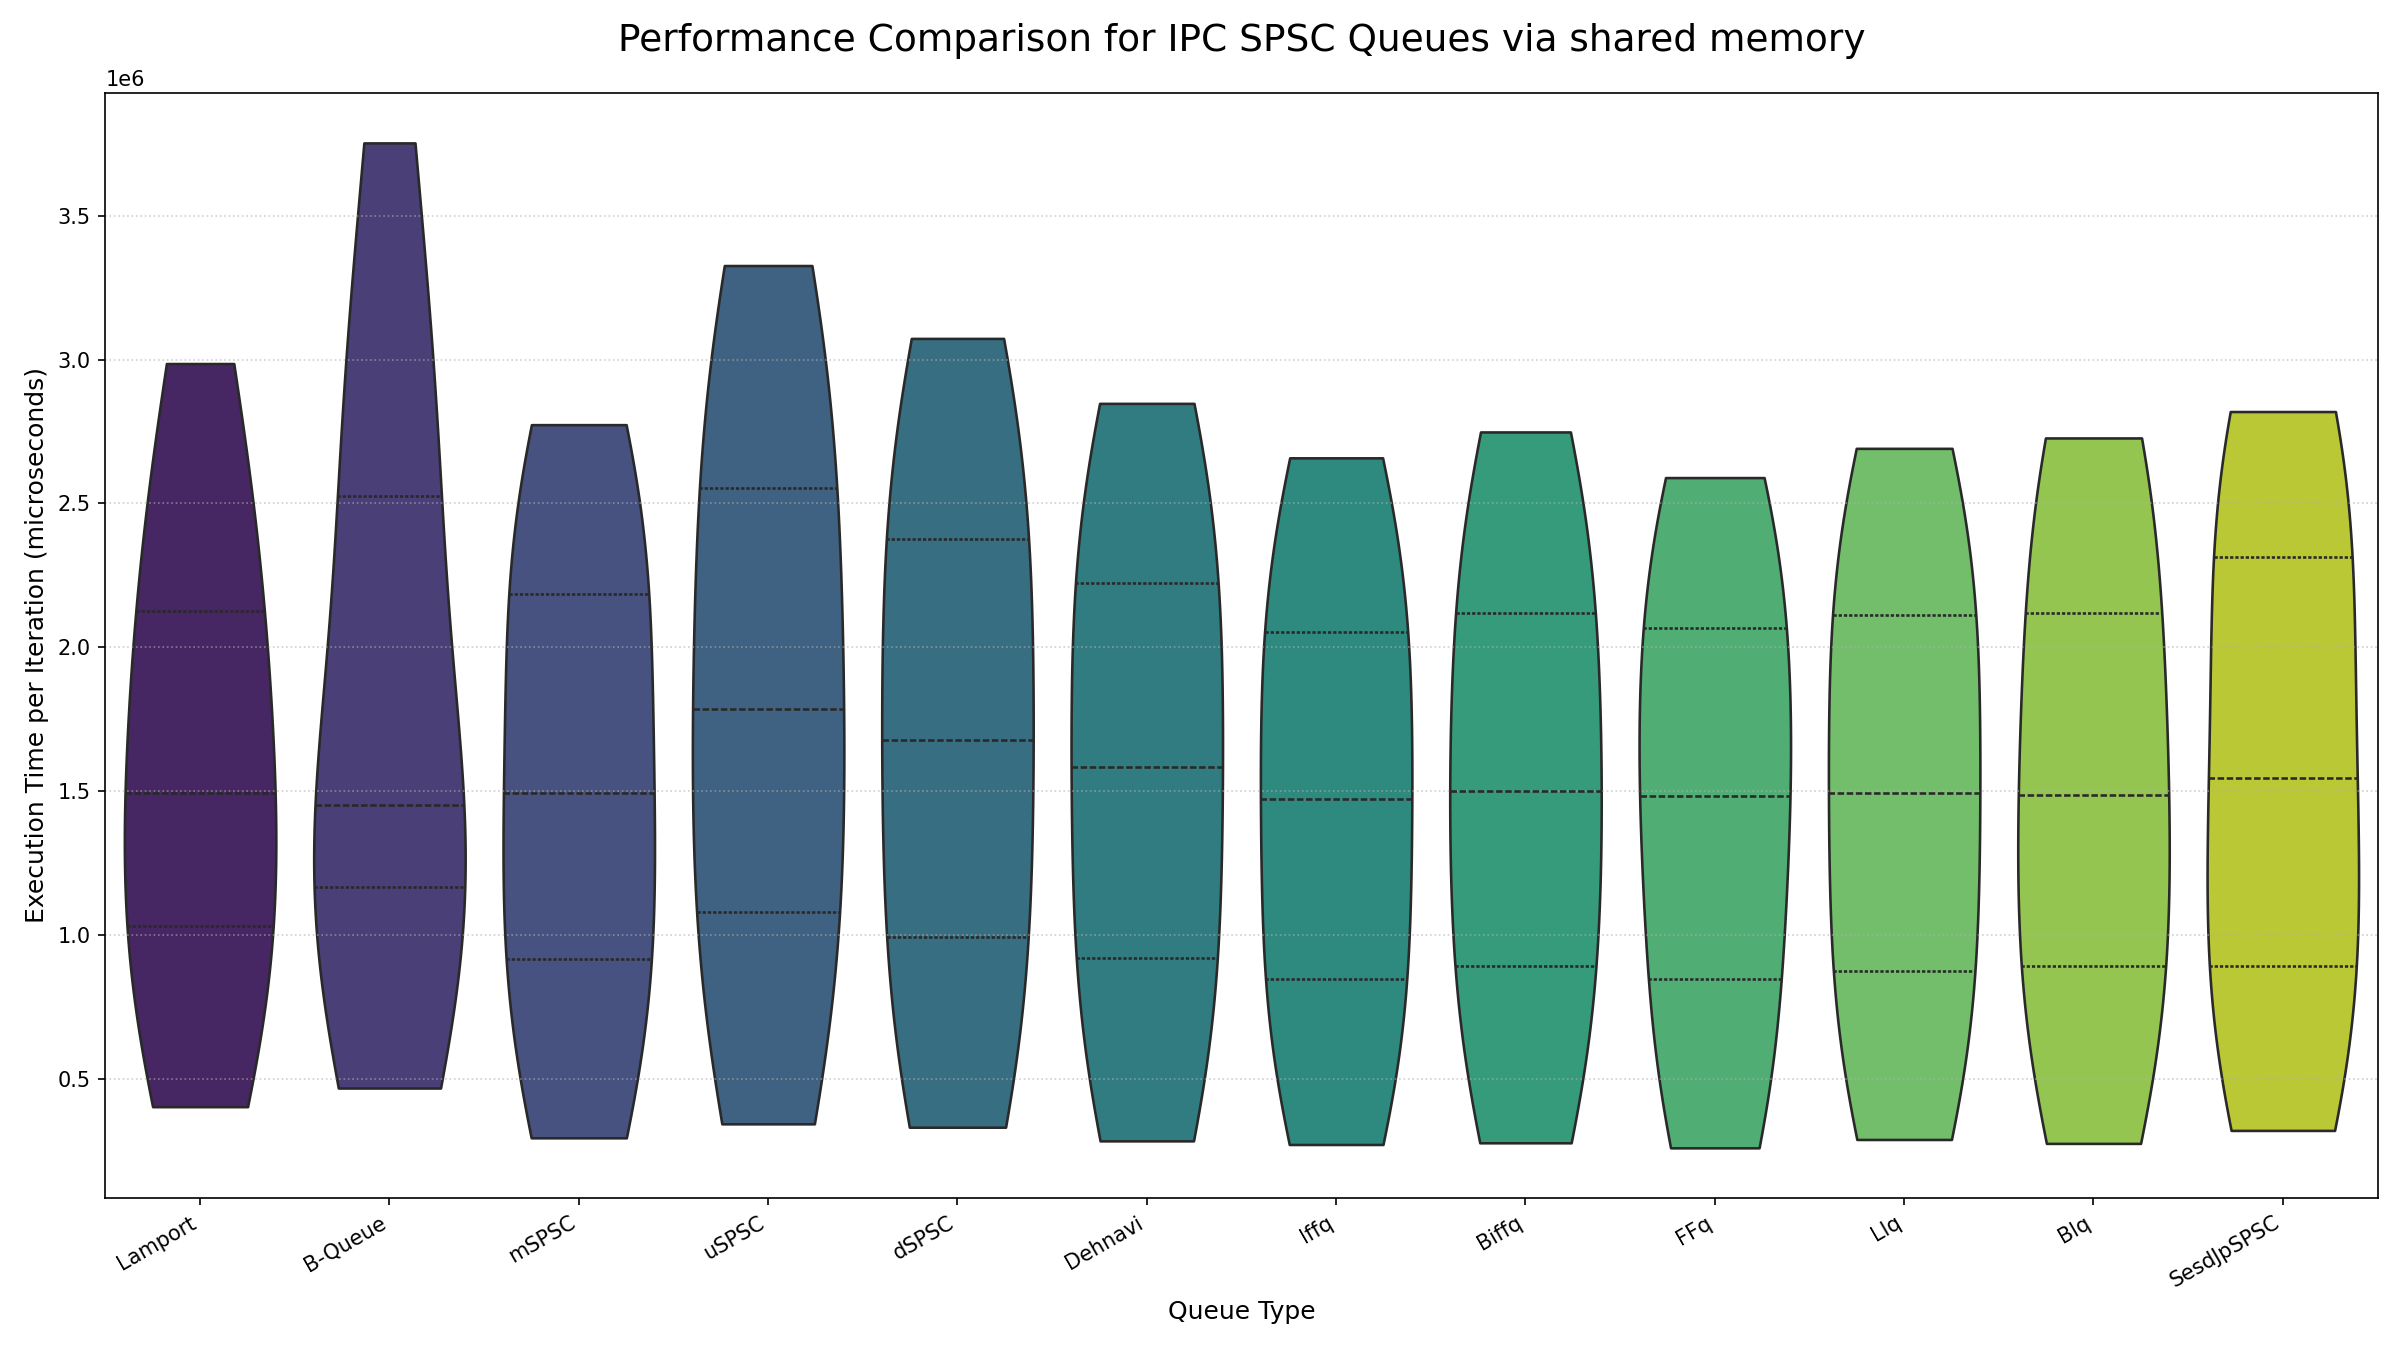 Performance Comparison for IPC SPSC Queues via shared memory
1e6
3.5
3.0
2.5
2.0
1.5
1.0
0.5
Execution Time per Iteration (microseconds)
Lamport
B-Queue
mSPSC
uSPSC
dSPSC
Dehnavi
Iffq
Biffq
FFq
Llq
Blq
SesdJpSPSC
Queue Type